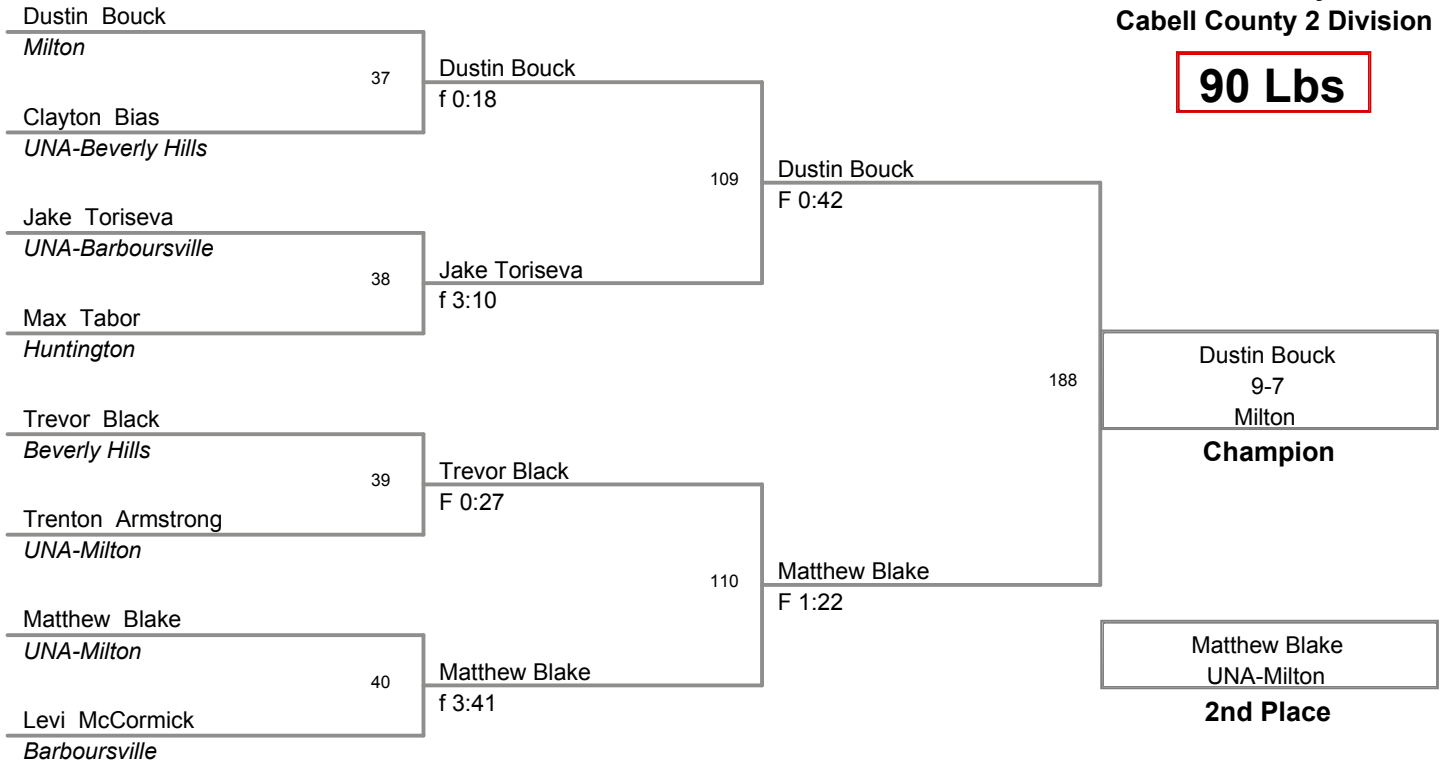 Cabell County 2 Division
90 Lbs
Dustin Bouck
Milton
37
Clayton Bias
UNA-Beverly Hills
Dustin Bouck
f 0:18
Jake Toriseva
UNA-Barboursville
38
Max Tabor
Huntington
Jake Toriseva
f 3:10
109
Dustin Bouck
F 0:42
Trevor Black
Beverly Hills
39
Trenton Armstrong
UNA-Milton
Trevor Black
F 0:27
Matthew Blake
UNA-Milton
40
Levi McCormick
Barboursville
Matthew Blake
f 3:41
110
Matthew Blake
F 1:22
188
Dustin Bouck
9-7
Milton
Champion
Matthew Blake
UNA-Milton
2nd Place